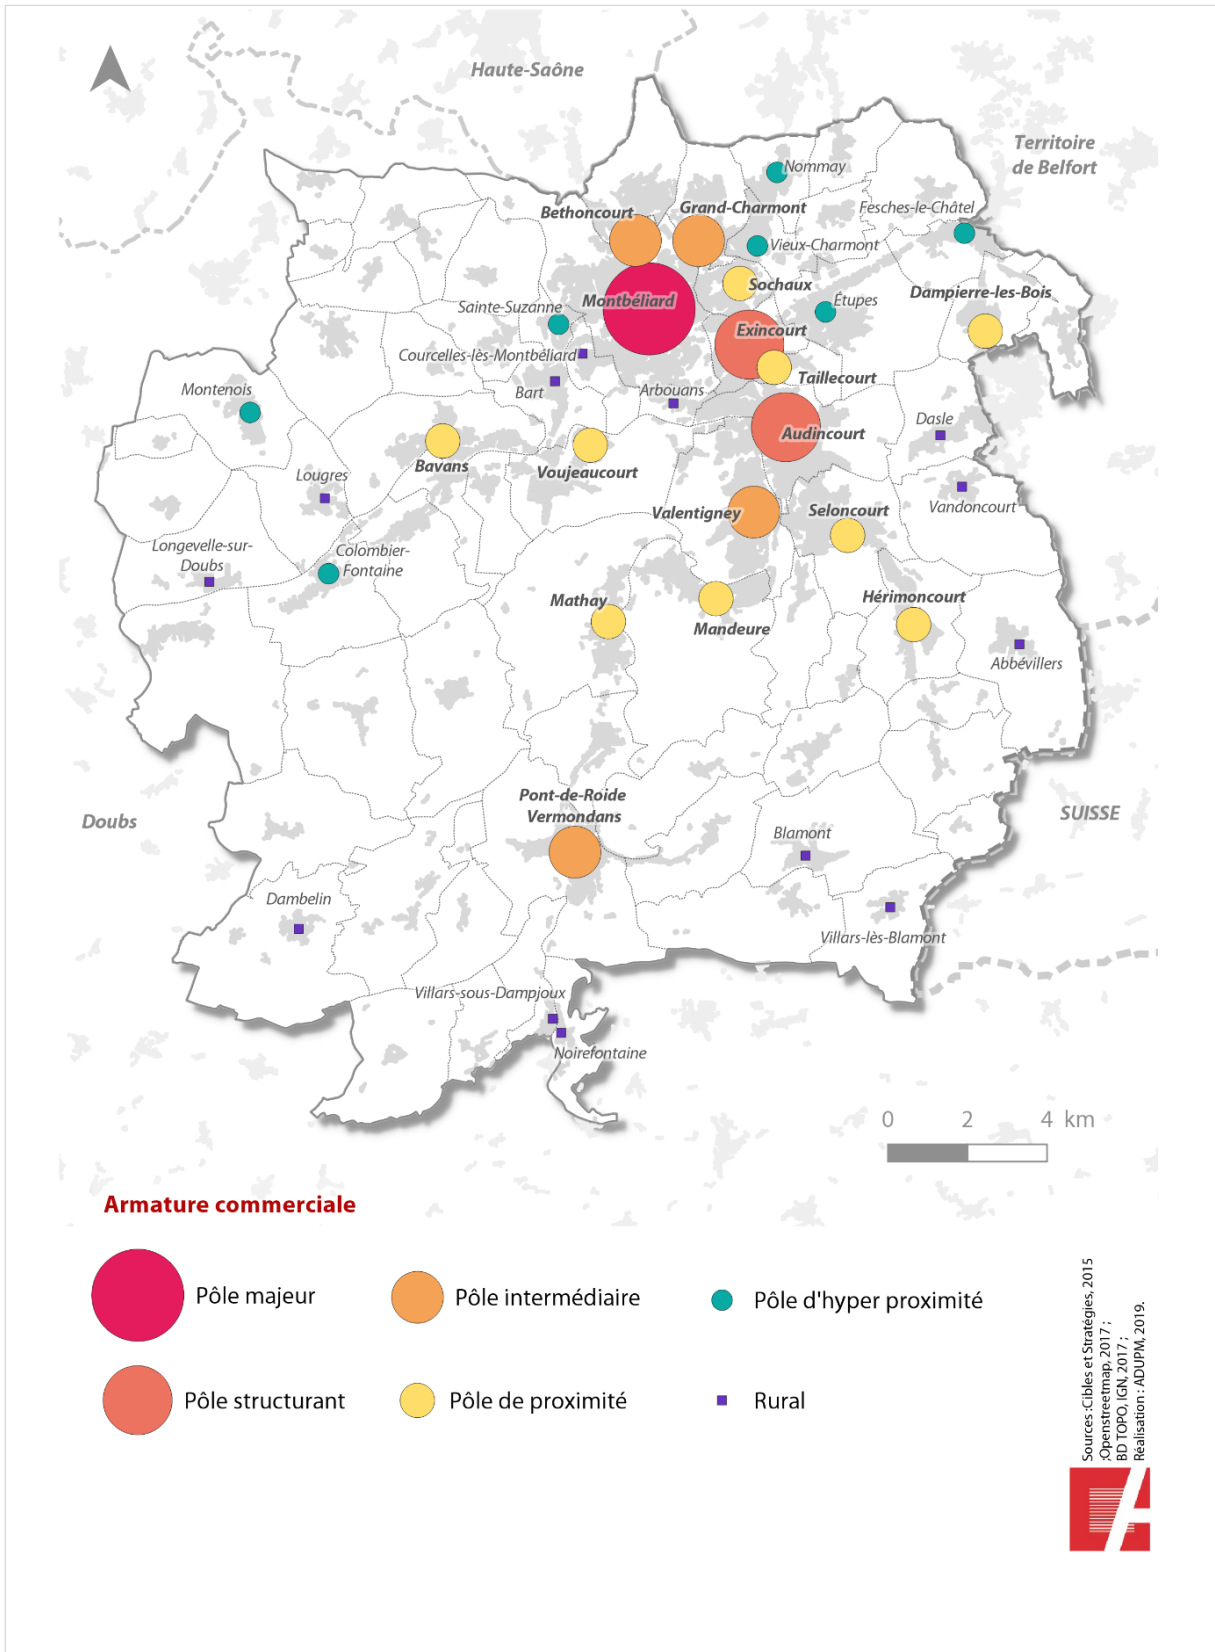 Haute-Saône
Territoire
de Belfort
Nommay
Fesches-le-Châtel
Bethoncourt
Grand-Charmont
Vieux-Charmont
Sochaux
Dampierre-les-Bois
Montbéliard
Sainte-Suzanne
Étupes
Exincourt
Courcelles-lès-Montbéliard
Taillecourt
Montenois
Bart
Arbouans
Dasle
Audincourt
Bavans
Voujeaucourt
Lougres
Vandoncourt
Valentigney
Seloncourt
Longevelle-sur-
Doubs
Colombier-
Fontaine
Mathay
Mandeure
Hérimoncourt
Abbévillers
Pont-de-Roide
Vermondans
Doubs
SUISSE
Blamont
Dambelin
Villars-lès-Blamont
Villars-sous-Dampjoux
Noirefontaine
0 2 4 km
Armature commerciale
Pôle majeur
Pôle intermédiaire
Pôle d'hyper proximité
Pôle structurant
Pôle de proximité
Rural
Sources :Cibles et Stratégies, 2015
;Openstreetmap, 2017 ;
BD TOPO, IGN, 2017 ;
Réalisation : ADUPM, 2019.